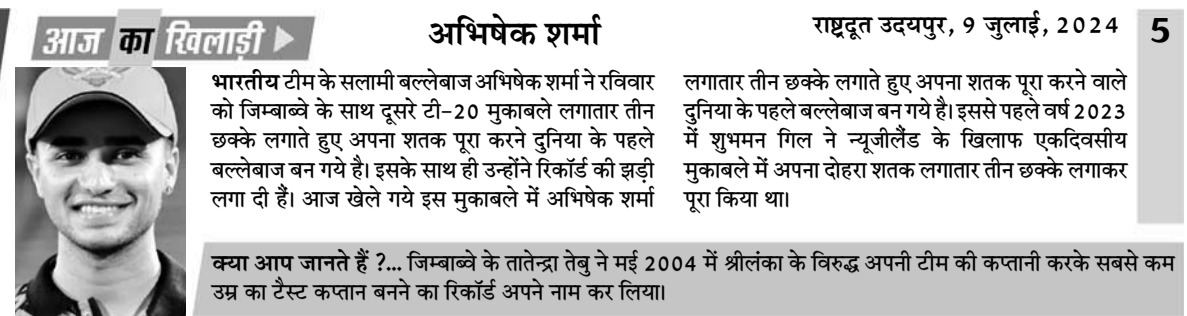 आज का खिलाड़ी
अभिषेक शर्मा
राष्ट्रदूत उदयपुर, 9 जुलाई, 2024
5
भारतीय टीम के सलामी बल्लेबाज अभिषेक शर्मा ने रविवार
को जिम्बाब्वे के साथ दूसरे टी-20 मुकाबले लगातार तीन
छक्के लगाते हुए अपना शतक पूरा करने दुनिया के पहले
बल्लेबाज बन गये है। इसके साथ ही उन्होंने रिकॉर्ड की झड़ी
लगा दी हैं। आज खेले गये इस मुकाबले में अभिषेक शर्मा
लगातार तीन छक्के लगाते हुए अपना शतक पूरा करने वाले
दुनिया के पहले बल्लेबाज बन गये है। इससे पहले वर्ष 2023
में शुभमन गिल ने न्यूजीलैंड के खिलाफ एकदिवसीय
मुकाबले में अपना दोहरा शतक लगातार तीन छक्के लगाकर
पूरा किया था।
क्या आप जानते हैं ?... जिम्बाब्वे के तातेन्द्रा तेबु ने मई 2004 में श्रीलंका के विरुद्ध अपनी टीम की कप्तानी करके सबसे कम
उम्र का टैस्ट कप्तान बनने का रिकॉर्ड अपने नाम कर लिया।